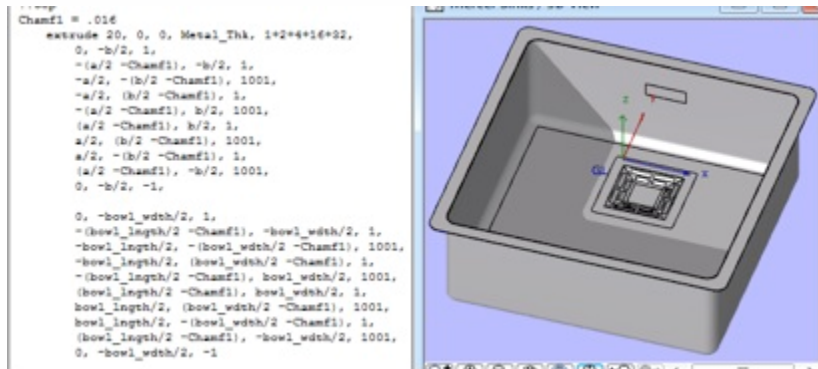 Chamf1 = .016
extrude 20, 0, 0, Metal_Thk, 1+2+4+16+32,
0, -b/2, 1,
-(a/2 -Chamf1), -b/2, 1,
-a/2, -(b/2 -Chamf1), 1001,
-a/2, (b/2 -Chamf1), 1,
-(a/2 -Chamf1), b/2, 1001,
(a/2 -Chamf1), b/2, 1,
a/2, (b/2 -Chamf1), 1001,
a/2, -(b/2 -Chamf1), 1,
(a/2 -Chamf1), -b/2, 1001,
0, -b/2, -1,
0, -bowl_wdth/2, 1,
-(bowl_lngth/2 -Chamf1), -bowl_wdth/2, 1,
-bowl_lngth/2, -(bowl_wdth/2 -Chamf1), 1001,
-bowl_lngth/2, (bowl_wdth/2 -Chamf1), 1,
-(bowl_lngth/2 -Chamf1), bowl_wdth/2, 1001,
(bowl_lngth/2 -Chamf1), bowl_wdth/2, 1,
bowl_lngth/2, (bowl_wdth/2 -Chamf1), 1001,
bowl_lngth/2, -(bowl_wdth/2 -Chamf1), 1,
(bowl_lngth/2 -Chamf1), -bowl_wdth/2, 1001,
0, -bowl_wdth/2, -1
z
Y
x